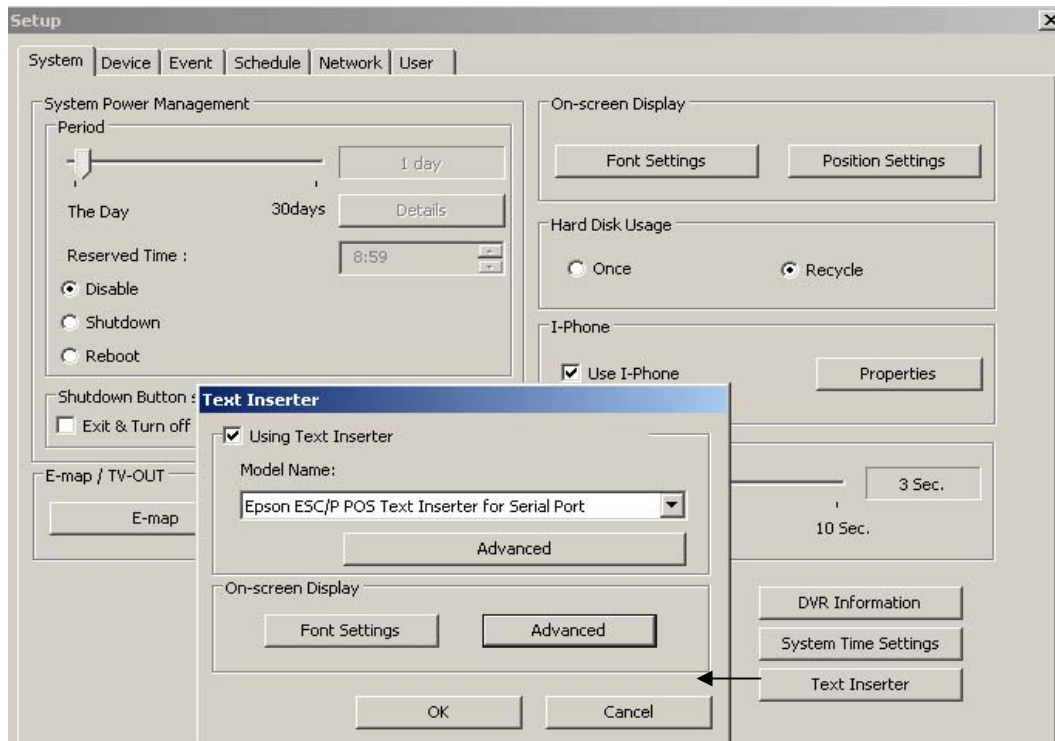 Setup
System
Device
Event
Schedule
Network
User
System Power Management
Period
1 day
The Day
30days
Details
Reserved Time :
8:59
Disable
Shutdown
Reboot
Shutdown Button s
Exit & Turn off
E-map / TV-OUT
E-map
On-screen Display
Font Settings
Position Settings
Hard Disk Usage
Once
Recycle
I-Phone
Use I-Phone
Properties
3 Sec.
10 Sec.
DVR Information
System Time Settings
Text Inserter
Text Inserter
Using Text Inserter
Model Name:
Epson ESC/P POS Text Inserter for Serial Port
Advanced
On-screen Display
Font Settings
Advanced
OK
Cancel